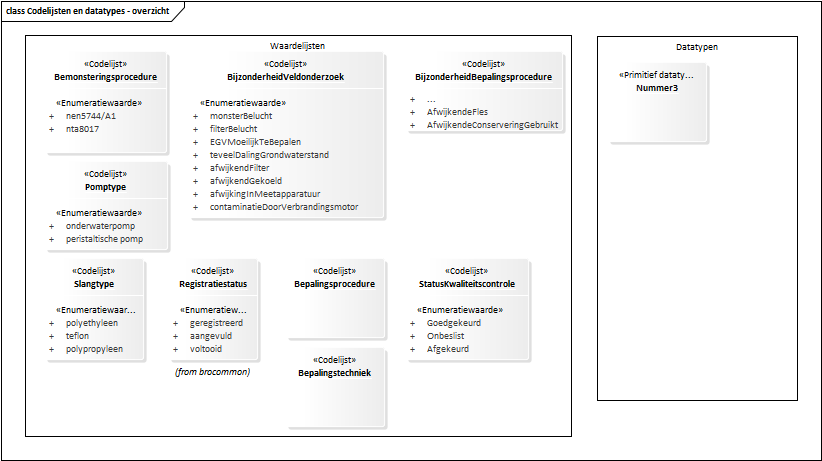 class Codelijsten en datatypes - overzicht
Waardelijsten
«Codelijst»
Bemonsteringsprocedure
«Enumeratiewaarde»
+ nen5744/A1
+ nta8017
«Codelijst»
BijzonderheidVeldonderzoek
«Enumeratiewaarde»
+ monsterBelucht
+ filterBelucht
+ EGVMoeilijkTeBepalen
+ teveelDalingGrondwaterstand
+ afwijkendFilter
+ afwijkendGekoeld
+ afwijkingInMeetapparatuur
+ contaminatieDoorVerbrandingsmotor
«Codelijst»
BijzonderheidBepalingsprocedure
+ ...
+ AfwijkendeFles
+ AfwijkendeConserveringGebruikt
«Codelijst»
Pomptype
«Enumeratiewaarde»
+ onderwaterpomp
+ peristaltische pomp
«Codelijst»
Slangtype
«Enumeratiewaar...
+ polyethyleen
+ teflon
+ polypropyleen
«Codelijst»
Registratiestatus
«Enumeratiew...
+ geregistreerd
+ aangevuld
+ voltooid
(from brocommon)
«Codelijst»
Bepalingsprocedure
«Codelijst»
StatusKwaliteitscontrole
«Enumeratiewaarde»
+ Goedgekeurd
+ Onbeslist
+ Afgekeurd
«Codelijst»
Bepalingstechniek
Datatypen
«Primitief dataty...
Nummer3